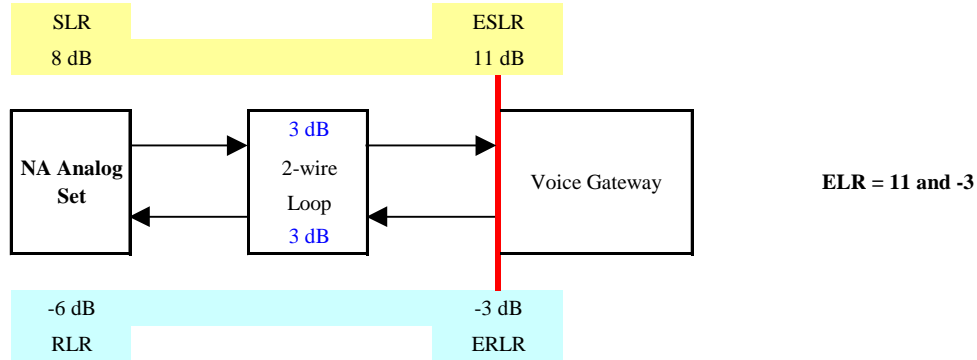 SLR
ESLR
8 dB
11 dB
NA Analog
Set
3 dB
2-wire
Loop
3 dB
Voice Gateway
ELR = 11 and -3
-6 dB
-3 dB
RLR
ERLR